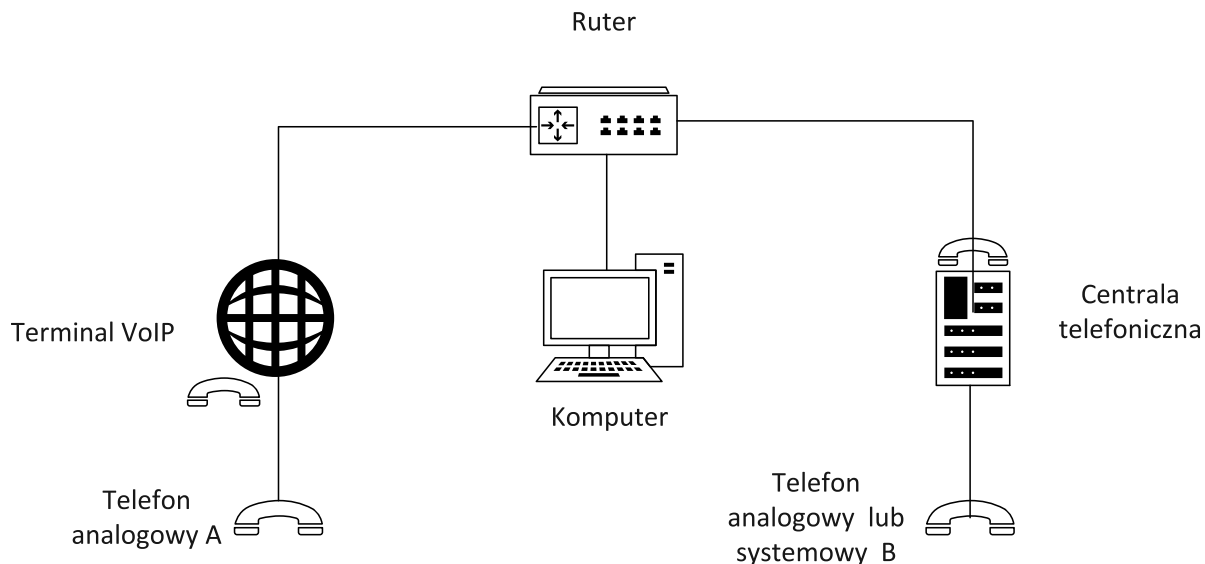 Ruter
Terminal VoIP
Komputer
Centrala
telefoniczna
Telefon
analogowy A
Telefon
analogowy lub
systemowy B